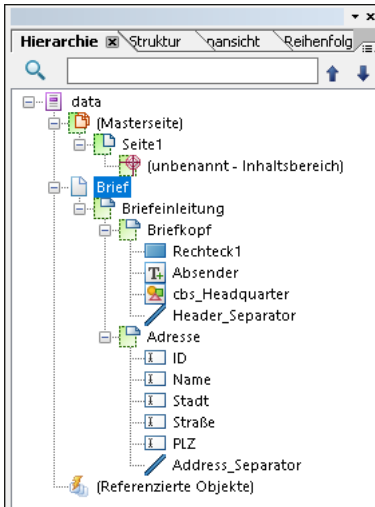 Hierarchie Struktur nansicht Reihenfolg
data
(Masterseite)
Seite1
(unbenannt - Inhaltsbereich)
Brief
Briefeinleitung
Briefkopf
Rechteck1
Absender
cbs_Headquarter
Header_Separator
Adresse
ID
Name
Stadt
Straße
PLZ
Address_Separator
(Referenzierte Objekte)